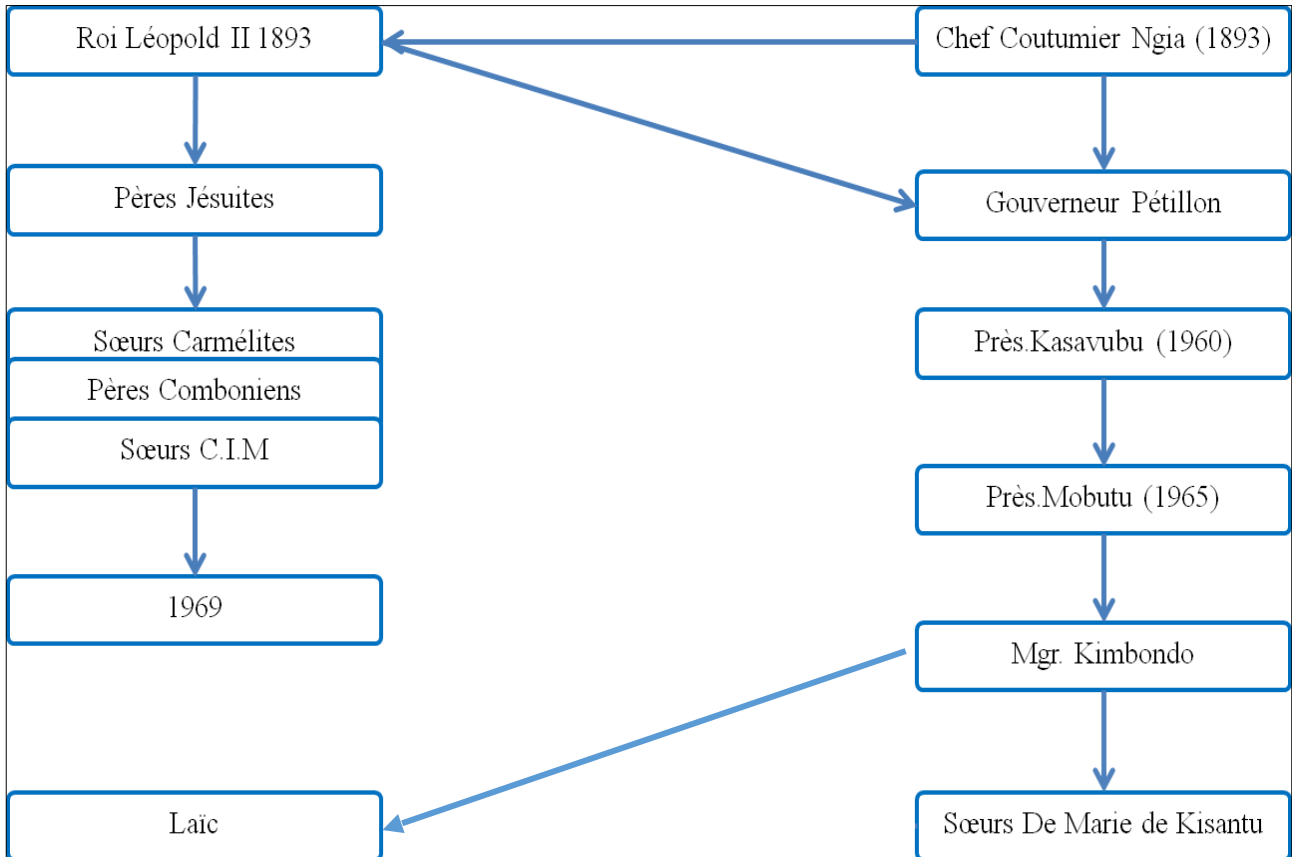 Roi Léopold II 1893
Chef Coutumier Ngia (1893)
Pères Jésuites
Gouverneur Pétillon
Sœurs Carmélites
Près.Kasavubu (1960)
Pères Comboniens
Sœurs C.I.M
Près.Mobutu (1965)
1969
Mgr. Kimbondo
Laïc
Sœurs De Marie de Kisantu